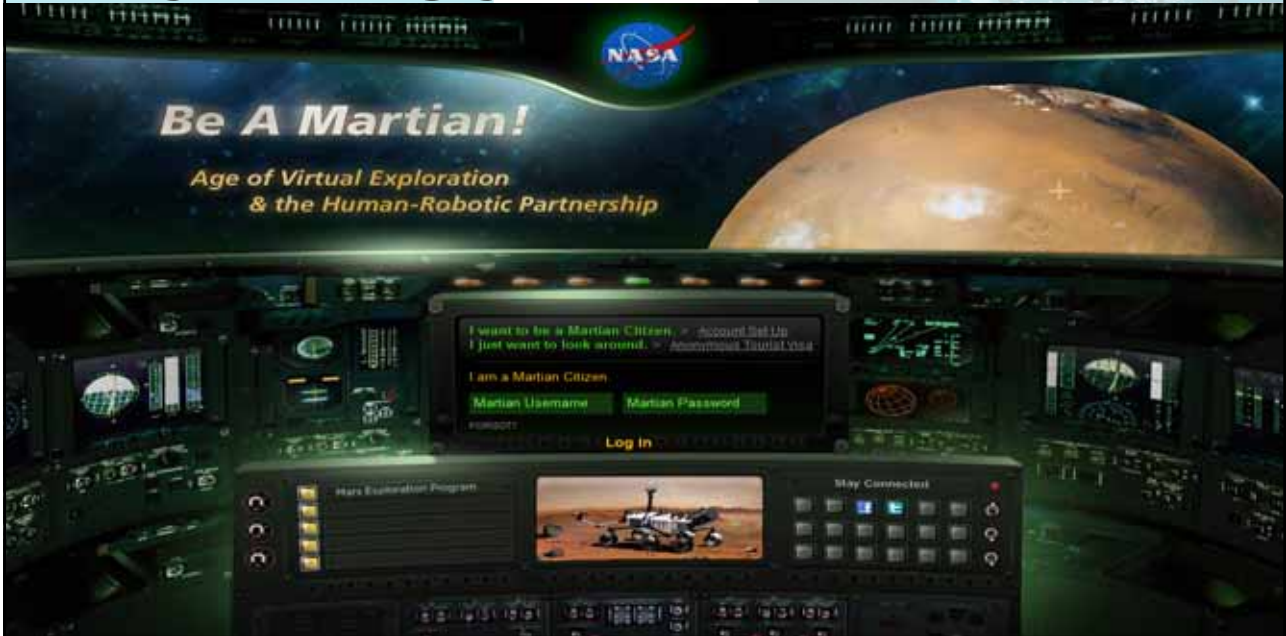 NASA
Be A Martian!
Age of Virtual Exploration
& the Human-Robotic Partnership
I want to be a Martian Citizen. > Account Set Up
I just want to look around. > Anonymous Tourist Visa
I am a Martian Citizen
Martian Username Martian Password
FORGOT?
Log In
Mars Exploration Program
Stay Connected